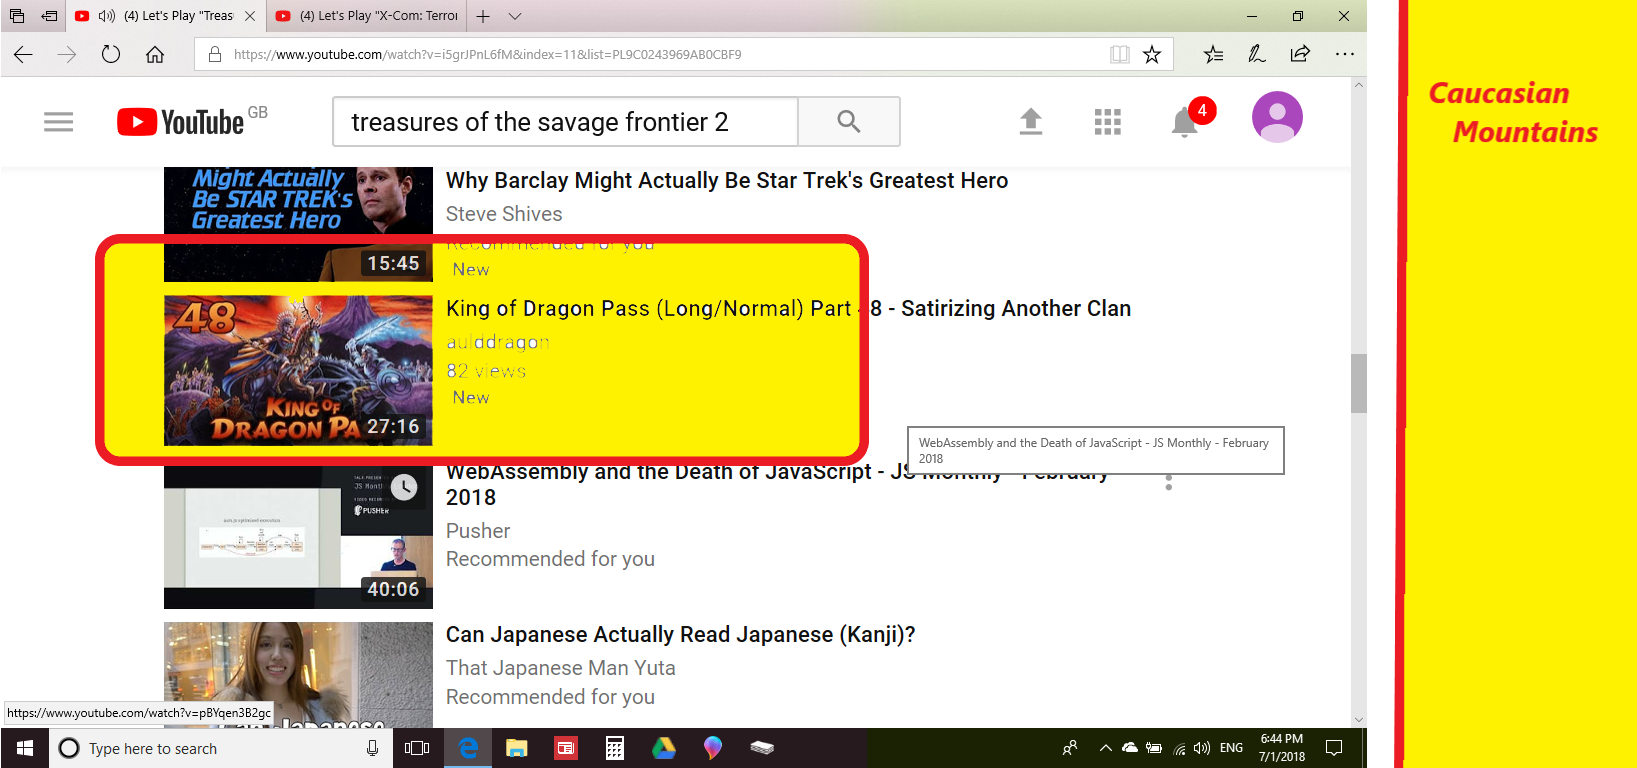 (4) Let's Play "Treas
(4) Let's Play "X-Com: Terror
https://www.youtube.com/watch?v=i5grJPnL6fM&index=11&list=PL9C0243969AB0CBF9
YouTube GB
treasures of the savage frontier 2
4
Might Actually
Be STAR TREK's
Greatest Hero
15:45
Why Barclay Might Actually Be Star Trek's Greatest Hero
Steve Shives
Recommended for you
New
48
KING OF
DRAGON PA
27:16
King of Dragon Pass (Long/Normal) Part 48 - Satirizing Another Clan
aulddragon
82 views
New
WebAssembly and the Death of JavaScript - JS Monthly - February
2018
JS Mont
PUSHER
40:06
WebAssembly and the Death of JavaScript - JS Monthly - February
2018
Pusher
Recommended for you
Can Japanese Actually Read Japanese (Kanji)?
That Japanese Man Yuta
Recommended for you
https://www.youtube.com/watch?v=pBYqen3B2gc
Type here to search
ENG
6:44 PM
7/1/2018
Caucasian
Mountains